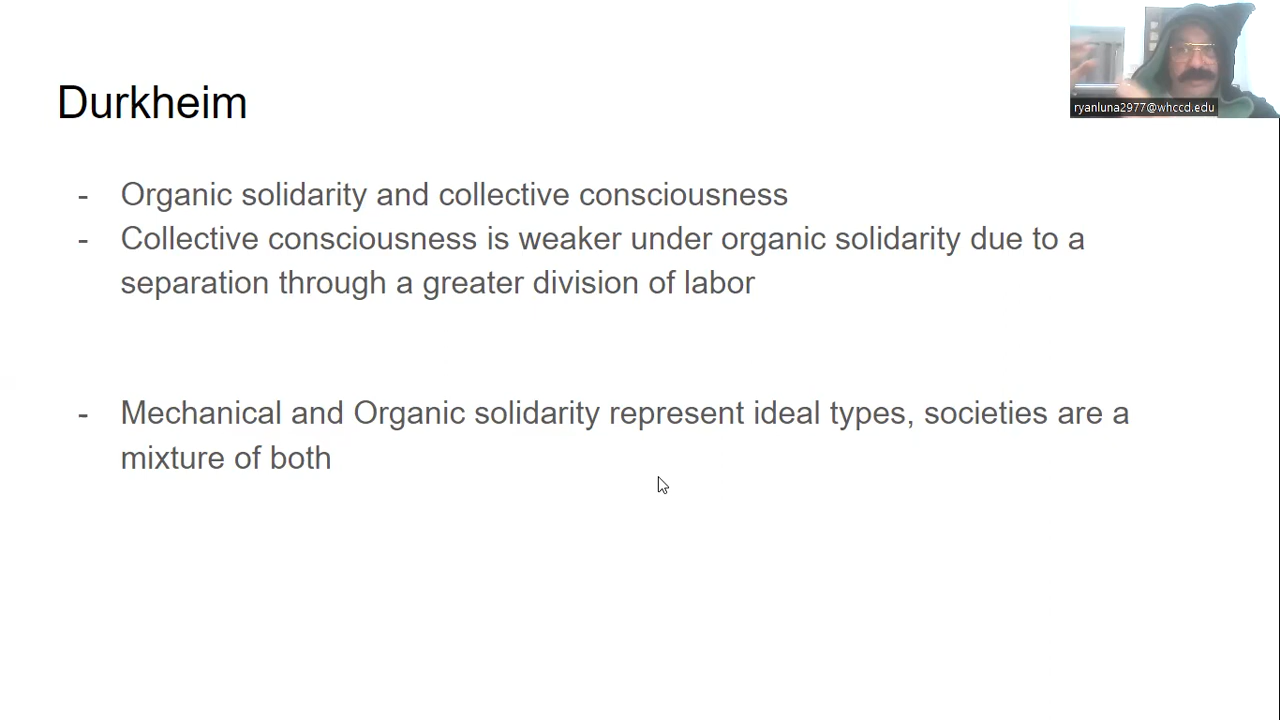 Durkheim
ryanluna2977@whccd.edu
- Organic solidarity and collective consciousness
- Collective consciousness is weaker under organic solidarity due to a
separation through a greater division of labor
- Mechanical and Organic solidarity represent ideal types, societies are a
mixture of both